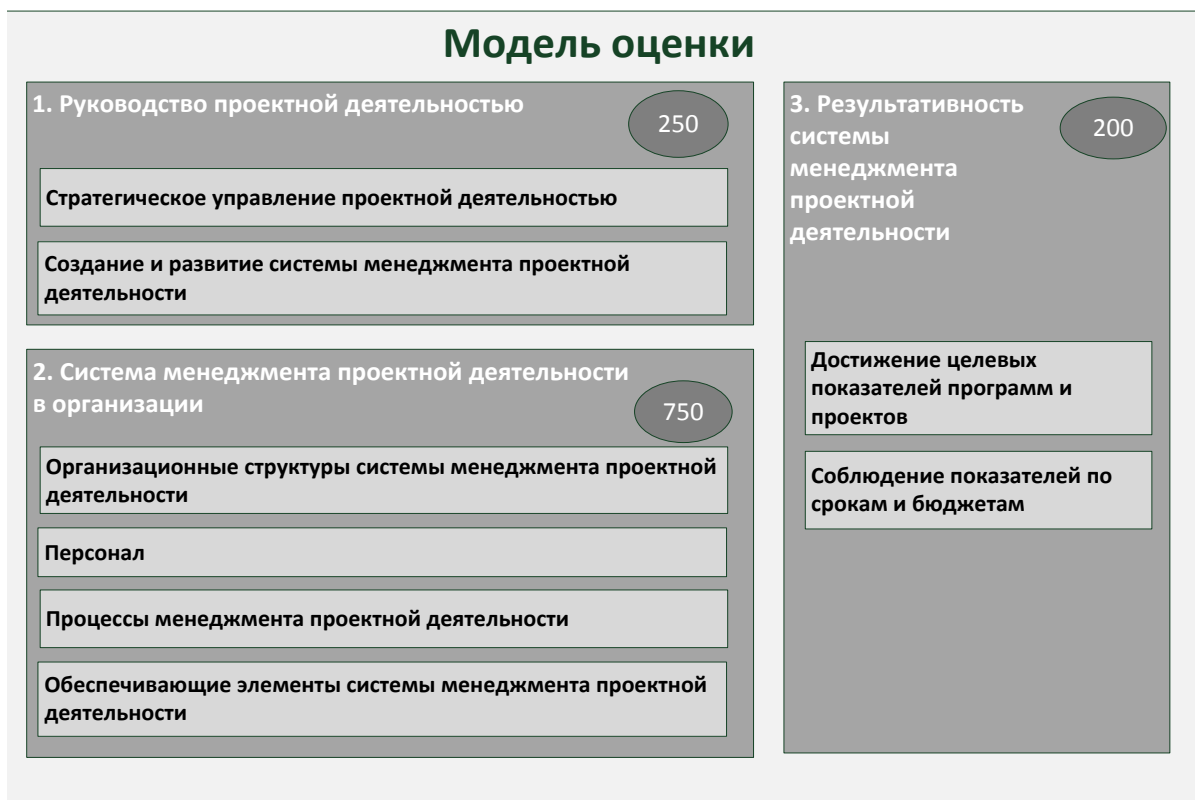 Модель оценки
1. Руководство проектной деятельностью
250
Стратегическое управление проектной деятельностью
Создание и развитие системы менеджмента проектной
деятельности
2. Система менеджмента проектной деятельности
в организации
750
Организационные структуры системы менеджмента проектной
деятельности
Персонал
Процессы менеджмента проектной деятельности
Обеспечивающие элементы системы менеджмента проектной
деятельности
3. Результативность
системы
менеджмента
проектной
деятельности
200
Достижение целевых
показателей программ и
проектов
Соблюдение показателей по
срокам и бюджетам